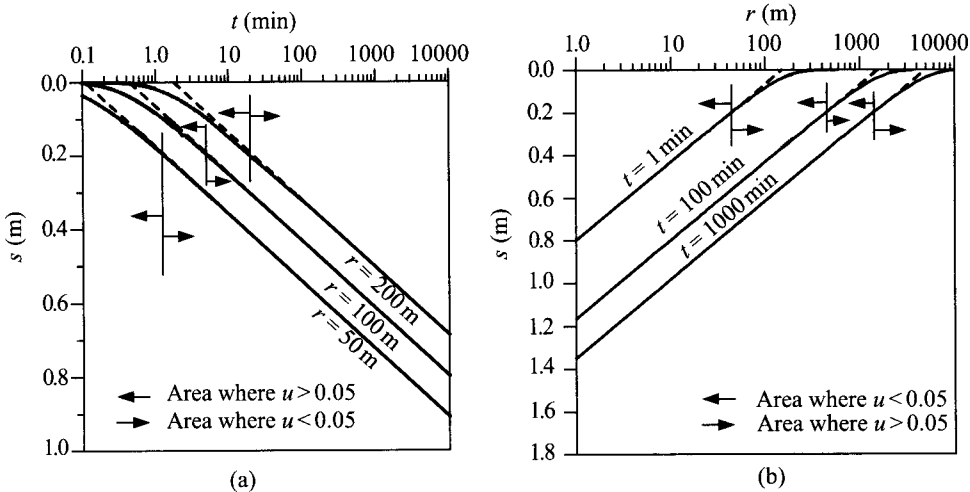 t (min)
0.1 1.0 10 100 1000 10000
0.0
0.2
0.4
0.6
0.8
1.0
s (m)
r = 200 m
r = 100 m
r = 50 m
Area where u > 0.05
Area where u < 0.05
(a)
r (m)
1.0 10 100 1000 10000
0.0
0.2
0.4
0.6
0.8
1.0
1.2
1.4
1.6
1.8
s (m)
t = 1 min
t = 100 min
t = 1000 min
Area where u < 0.05
Area where u > 0.05
(b)